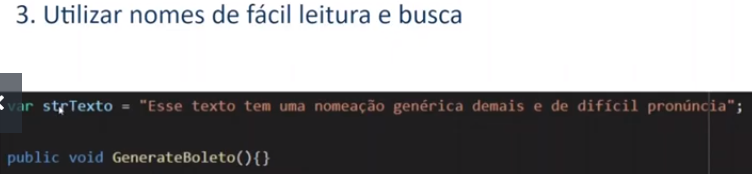 3. Utilizar nomes de fácil leitura e busca
var strTexto = "Esse texto tem uma nomeação genérica demais e de difícil pronúncia";
public void GenerateBoleto(){}